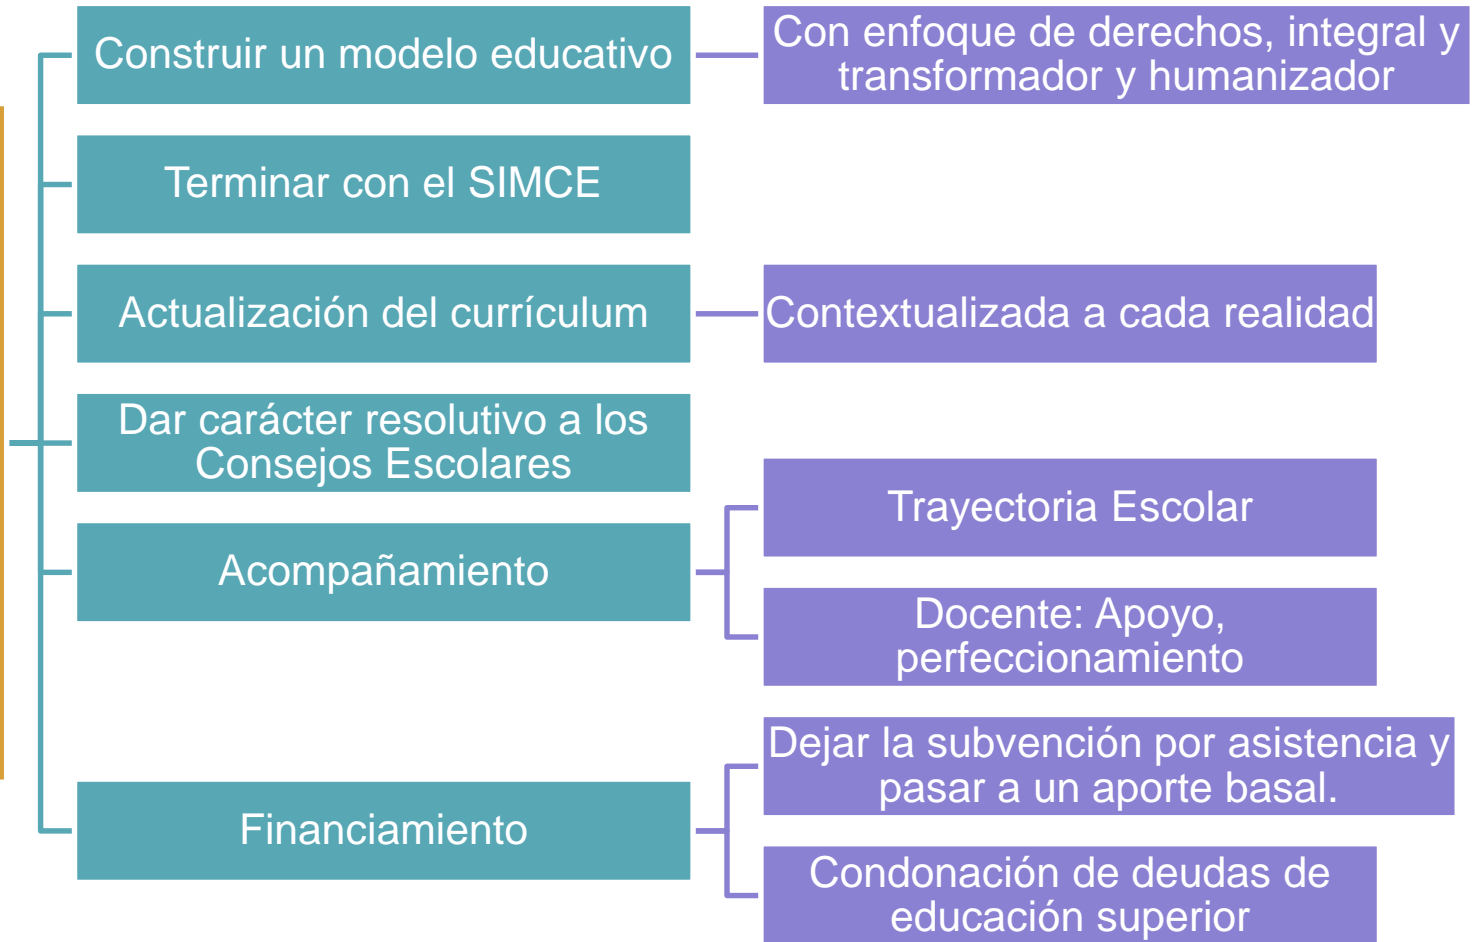 Construir un modelo educativo
Con enfoque de derechos, integral y
transformador y humanizador
Terminar con el SIMCE
Actualización del currículum
Contextualizada a cada realidad
Dar carácter resolutivo a los
Consejos Escolares
Acompañamiento
Trayectoria Escolar
Docente: Apoyo,
perfeccionamiento
Financiamiento
Dejar la subvención por asistencia y
pasar a un aporte basal.
Condonación de deudas de
educación superior